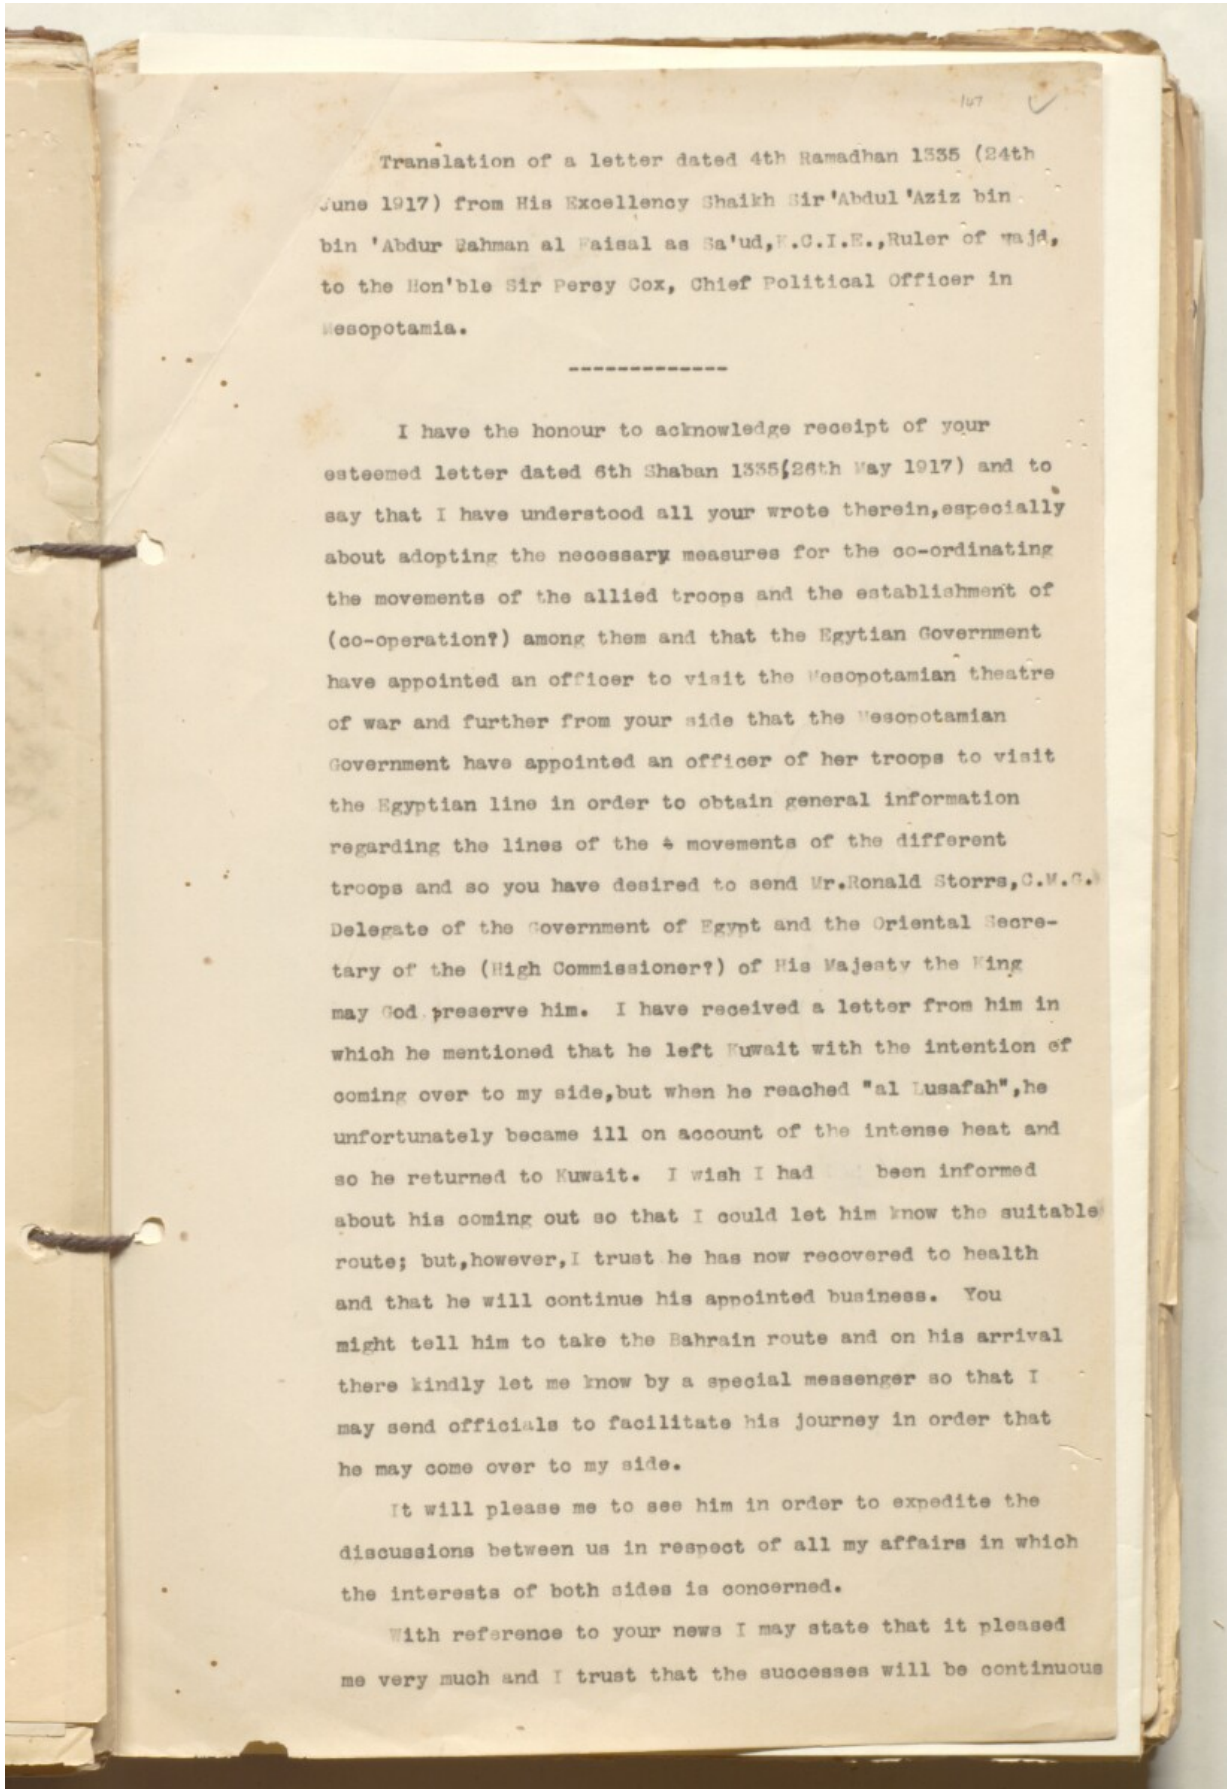 147
Translation of a letter dated 4th Ramadhan 1335 (24th
June 1917) from His Excellency Shaikh Sir 'Abdul 'Aziz bin
bin 'Abdur Rahman al Faisal as Sa'ud,K.C.I.E.,Ruler of Najd,
to the Hon'ble Sir Persy Cox, Chief Political Officer in
Mesopotamia.
-------------
I have the honour to acknowledge receipt of your
esteemed letter dated 6th Shaban 1335(26th May 1917) and to
say that I have understood all your wrote therein,especially
about adopting the necessary measures for the co-ordinating
the movements of the allied troops and the establishment of
(co-operation?) among them and that the Egytian Government
have appointed an officer to visit the Mesopotamian theatre
of war and further from your side that the Mesopotamian
Government have appointed an officer of her troops to visit
the Egyptian line in order to obtain general information
regarding the lines of the movements of the different
troops and so you have desired to send Mr.Ronald Storrs,C.M.G.
Delegate of the Government of Egypt and the Oriental Secre-
tary of the (High Commissioner?) of His Majesty the King
may God preserve him. I have received a letter from him in
which he mentioned that he left Kuwait with the intention of
coming over to my side,but when he reached "al Lusafah",he
unfortunately became ill on account of the intense heat and
so he returned to Kuwait. I wish I had been informed
about his coming out so that I could let him know the suitable
route; but,however,I trust he has now recovered to health
and that he will continue his appointed business. You
might tell him to take the Bahrain route and on his arrival
there kindly let me know by a special messenger so that I
may send officials to facilitate his journey in order that
he may come over to my side.
It will please me to see him in order to expedite the
discussions between us in respect of all my affairs in which
the interests of both sides is concerned.
With reference to your news I may state that it pleased
me very much and I trust that the successes will be continuous